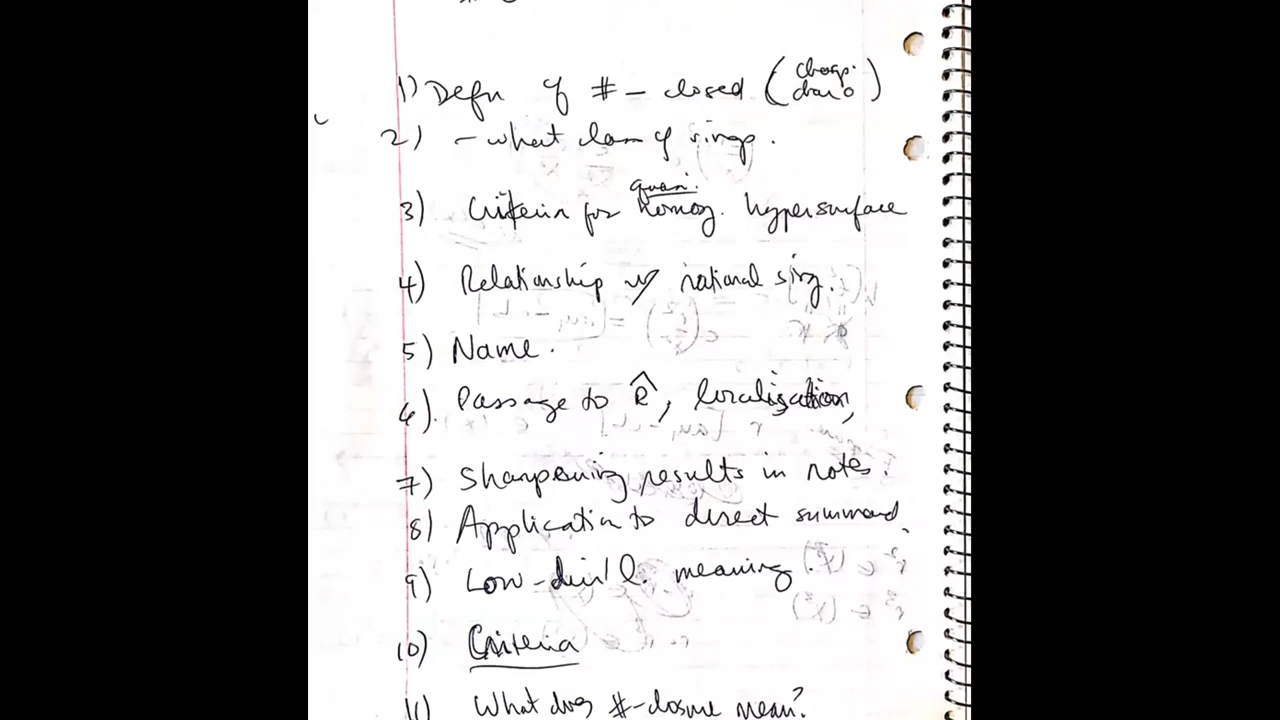 1) Defn of # - closed (char p. char 0)
2) - what class of rings.
3) Criteria for quasi. homog. hypersurface
4) Relationship w/ rational sing.
5) Name.
6). Passage to R̂, localization,
7) Sharpening results in notes.
8) Application to direct summand.
9) Low-dim'l. meaning.
10) Criteria
11) What does #-closure mean?